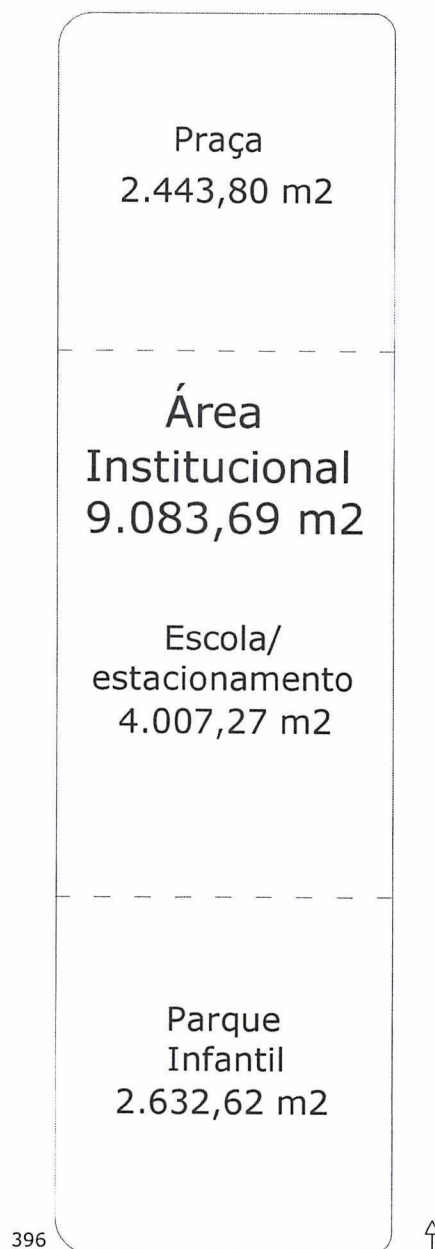 Praça
2.443,80 m2
Área
Institucional
9.083,69 m2
Escola/
estacionamento
4.007,27 m2
Parque
Infantil
2.632,62 m2
396